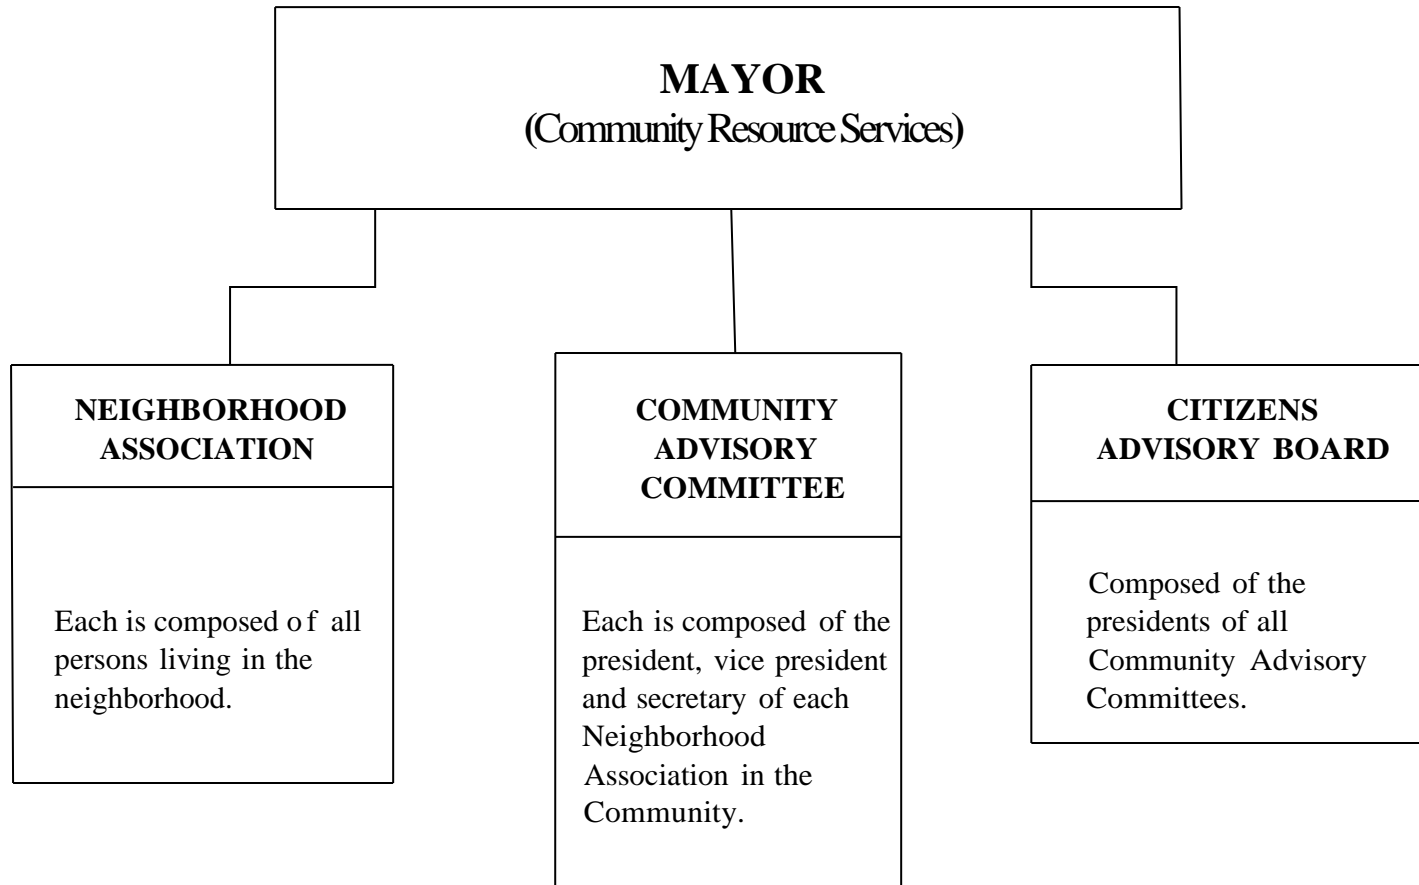 MAYOR
(Community Resource Services)
NEIGHBORHOOD
ASSOCIATION
Each is composed of all
persons living in the
neighborhood.
COMMUNITY
ADVISORY
COMMITTEE
Each is composed of the
president, vice president
and secretary of each
Neighborhood
Association in the
Community.
CITIZENS
ADVISORY BOARD
Composed of the
presidents of all
Community Advisory
Committees.